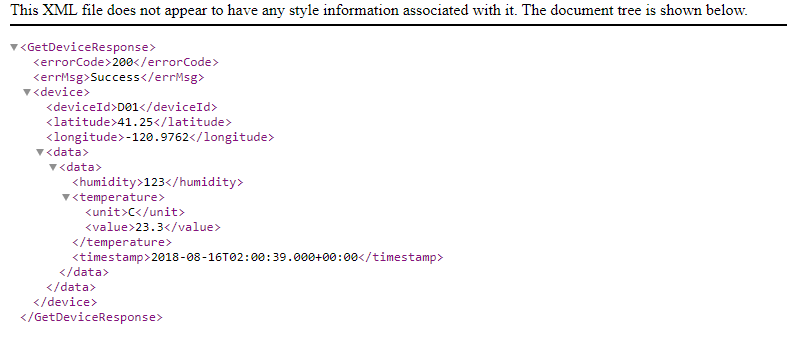 This XML file does not appear to have any style information associated with it. The document tree is shown below.
▼<GetDeviceResponse>
<errorCode>200</errorCode>
<errMsg>Success</errMsg>
▼<device>
<deviceId>D01</deviceId>
<latitude>41.25</latitude>
<longitude>-120.9762</longitude>
▼<data>
▼<data>
<humidity>123</humidity>
▼<temperature>
<unit>C</unit>
<value>23.3</value>
</temperature>
<timestamp>2018-08-16T02:00:39.000+00:00</timestamp>
</data>
</data>
</device>
</GetDeviceResponse>